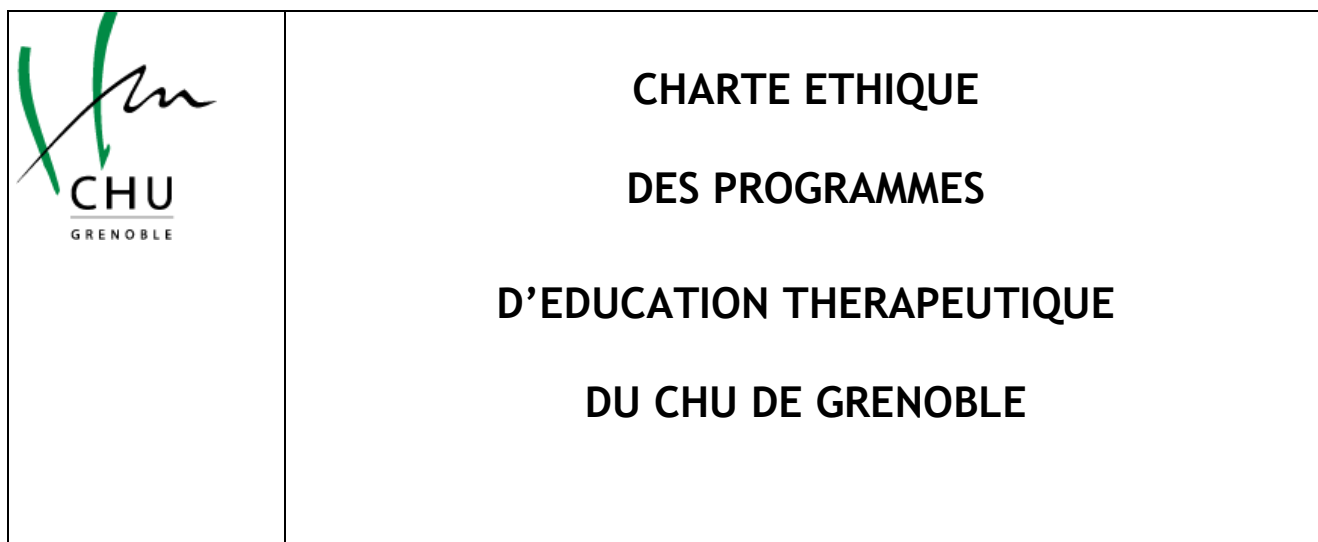 CHU
GRENOBLE
CHARTE ETHIQUE
DES PROGRAMMES
D’EDUCATION THERAPEUTIQUE
DU CHU DE GRENOBLE